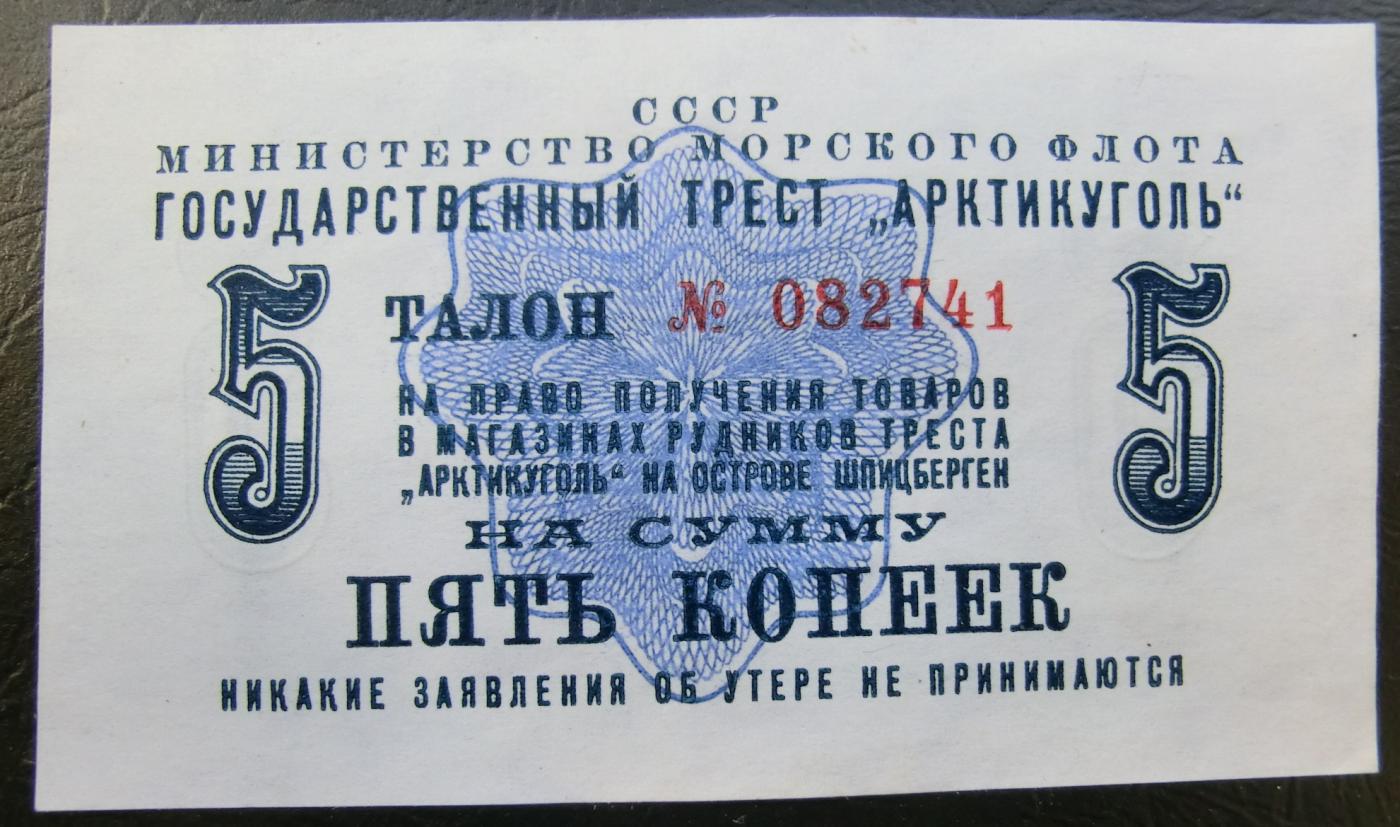 СССР
МИНИСТЕРСТВО МОРСКОГО ФЛОТА
ГОСУДАРСТВЕННЫЙ ТРЕСТ „АРКТИКУГОЛЬ“
5 ТАЛОН № 082741 5
НА ПРАВО ПОЛУЧЕНИЯ ТОВАРОВ
В МАГАЗИНАХ РУДНИКОВ ТРЕСТА
„АРКТИКУГОЛЬ“ НА ОСТРОВЕ ШПИЦБЕРГЕН
НА СУММУ
ПЯТЬ КОПЕЕК
НИКАКИЕ ЗАЯВЛЕНИЯ ОБ УТЕРЕ НЕ ПРИНИМАЮТСЯ